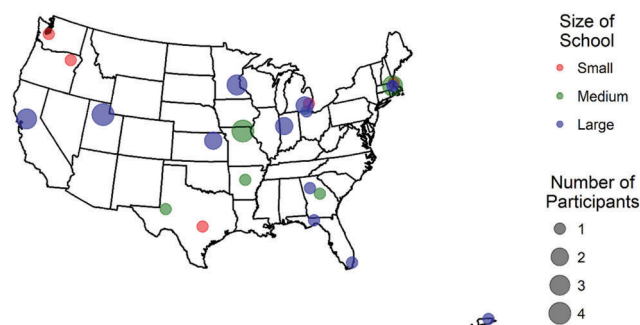 Size of
School
Small
Medium
Large
Number of
Participants
1
2
3
4